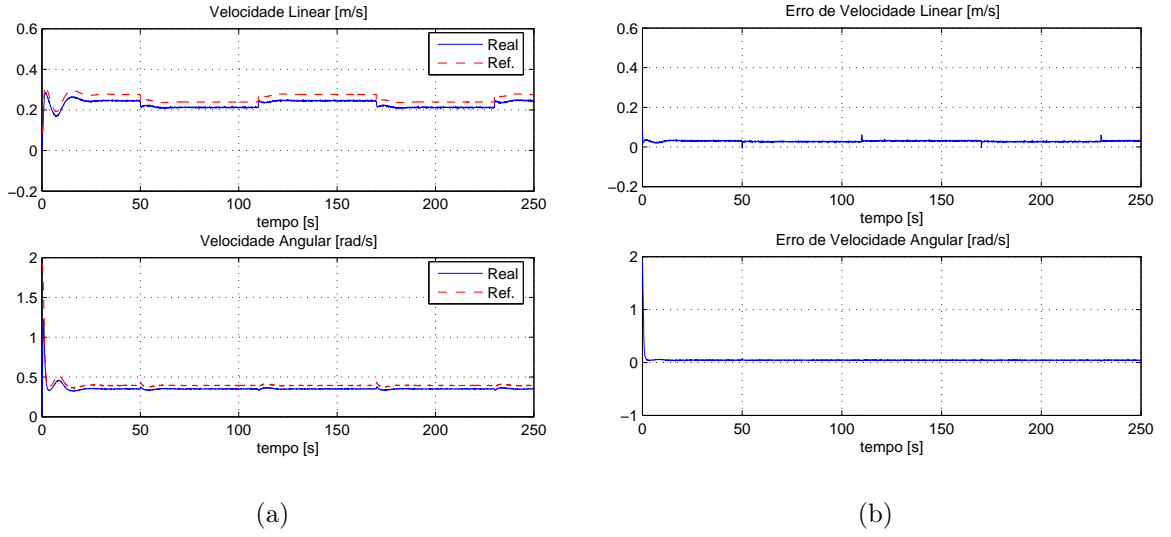 Velocidade Linear [m/s]
0.6
0.4
0.2
0
−0.2
Real
Ref.
0 50 100 150 200 250
tempo [s]
Velocidade Angular [rad/s]
2
1.5
1
0.5
0
Real
Ref.
0 50 100 150 200 250
tempo [s]
(a)
Erro de Velocidade Linear [m/s]
0.6
0.4
0.2
0
−0.2
0 50 100 150 200 250
tempo [s]
Erro de Velocidade Angular [rad/s]
2
1
0
−1
0 50 100 150 200 250
tempo [s]
(b)